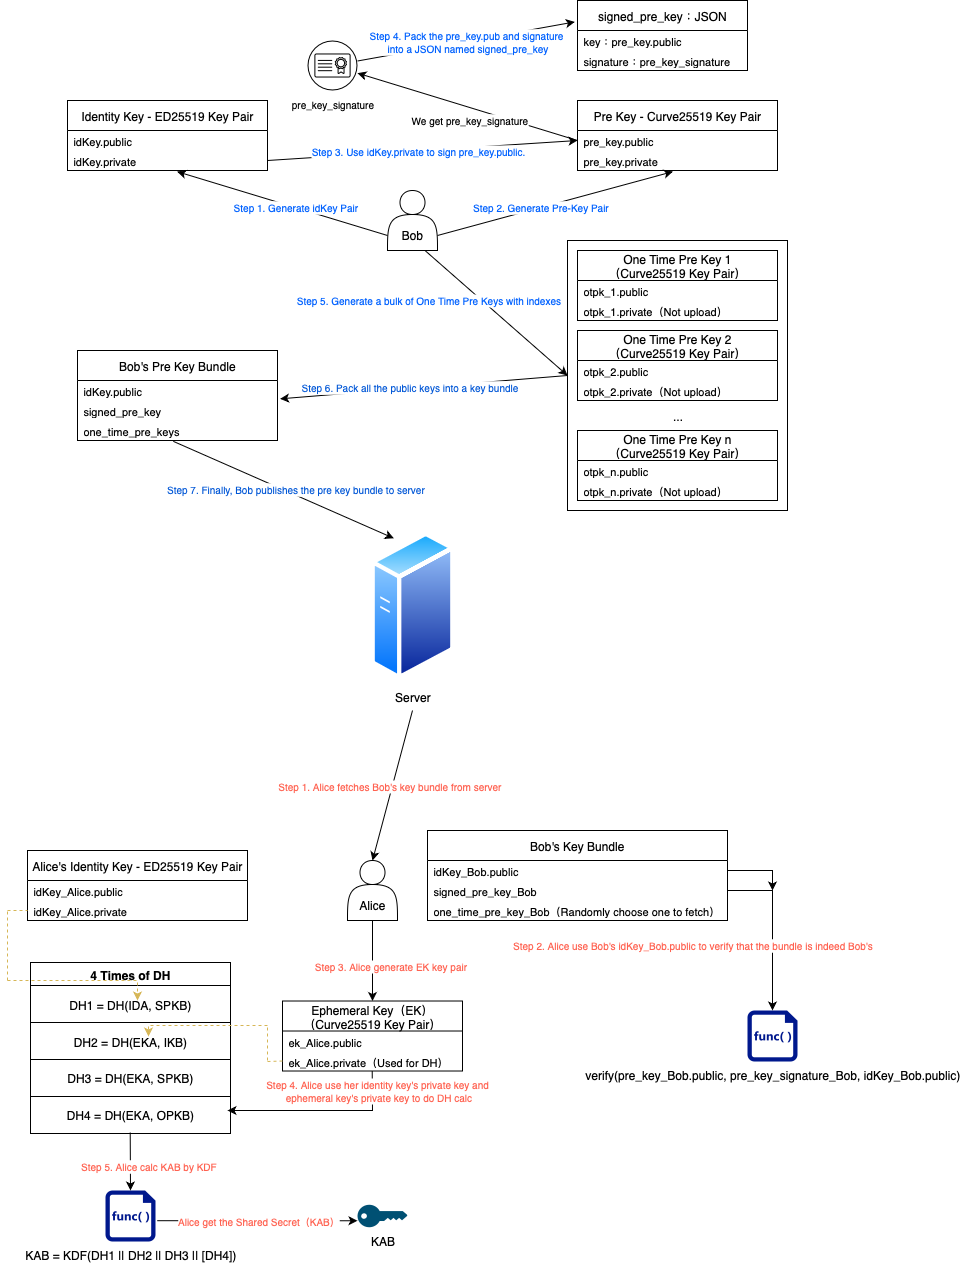 signed_pre_key：JSON
key：pre_key.public
signature：pre_key_signature
Step 4. Pack the pre_key.pub and signature
into a JSON named signed_pre_key
pre_key_signature
We get pre_key_signature
Identity Key - ED25519 Key Pair
idKey.public
idKey.private
Step 3. Use idKey.private to sign pre_key.public.
Pre Key - Curve25519 Key Pair
pre_key.public
pre_key.private
Step 1. Generate idKey Pair
Step 2. Generate Pre-Key Pair
Bob
One Time Pre Key 1
（Curve25519 Key Pair）
otpk_1.public
otpk_1.private（Not upload）
Step 5. Generate a bulk of One Time Pre Keys with indexes
One Time Pre Key 2
（Curve25519 Key Pair）
otpk_2.public
otpk_2.private（Not upload）
...
One Time Pre Key n
（Curve25519 Key Pair）
otpk_n.public
otpk_n.private（Not upload）
Step 6. Pack all the public keys into a key bundle
Bob's Pre Key Bundle
idKey.public
signed_pre_key
one_time_pre_keys
Step 7. Finally, Bob publishes the pre key bundle to server
Server
Step 1. Alice fetches Bob's key bundle from server
Alice's Identity Key - ED25519 Key Pair
idKey_Alice.public
idKey_Alice.private
Alice
Bob's Key Bundle
idKey_Bob.public
signed_pre_key_Bob
one_time_pre_key_Bob（Randomly choose one to fetch）
Step 2. Alice use Bob's idKey_Bob.public to verify that the bundle is indeed Bob's
Step 3. Alice generate EK key pair
func( )
verify(pre_key_Bob.public, pre_key_signature_Bob, idKey_Bob.public)
Ephemeral Key（EK）
（Curve25519 Key Pair）
ek_Alice.public
ek_Alice.private（Used for DH）
4 Times of DH
DH1 = DH(IDA, SPKB)
DH2 = DH(EKA, IKB)
DH3 = DH(EKA, SPKB)
DH4 = DH(EKA, OPKB)
Step 4. Alice use her identity key's private key and
ephemeral key's private key to do DH calc
Step 5. Alice calc KAB by KDF
func( )
Alice get the Shared Secret（KAB）
KAB
KAB = KDF(DH1 || DH2 || DH3 || [DH4])